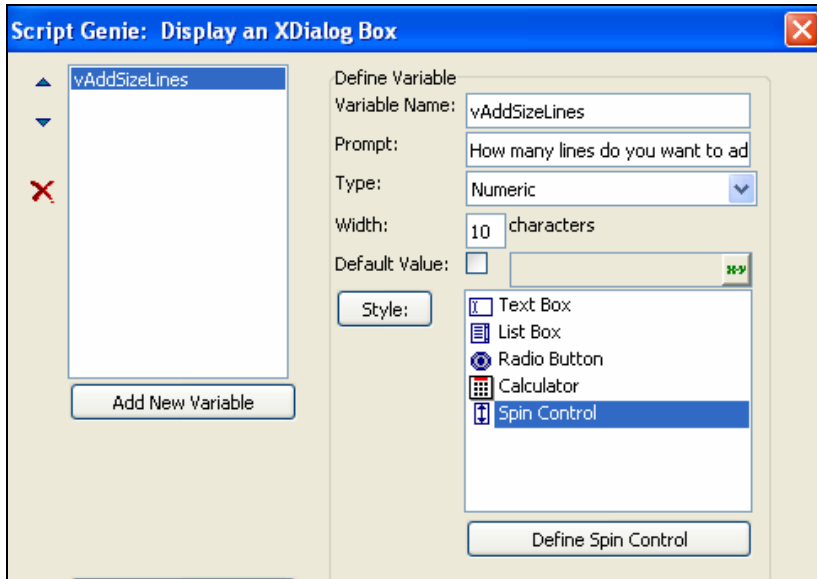 Script Genie: Display an XDialog Box
vAddSizeLines
Add New Variable
Define Variable
Variable Name: vAddSizeLines
Prompt: How many lines do you want to ad
Type: Numeric
Width: 10 characters
Default Value: x-y
Style:
Text Box
List Box
Radio Button
Calculator
Spin Control
Define Spin Control